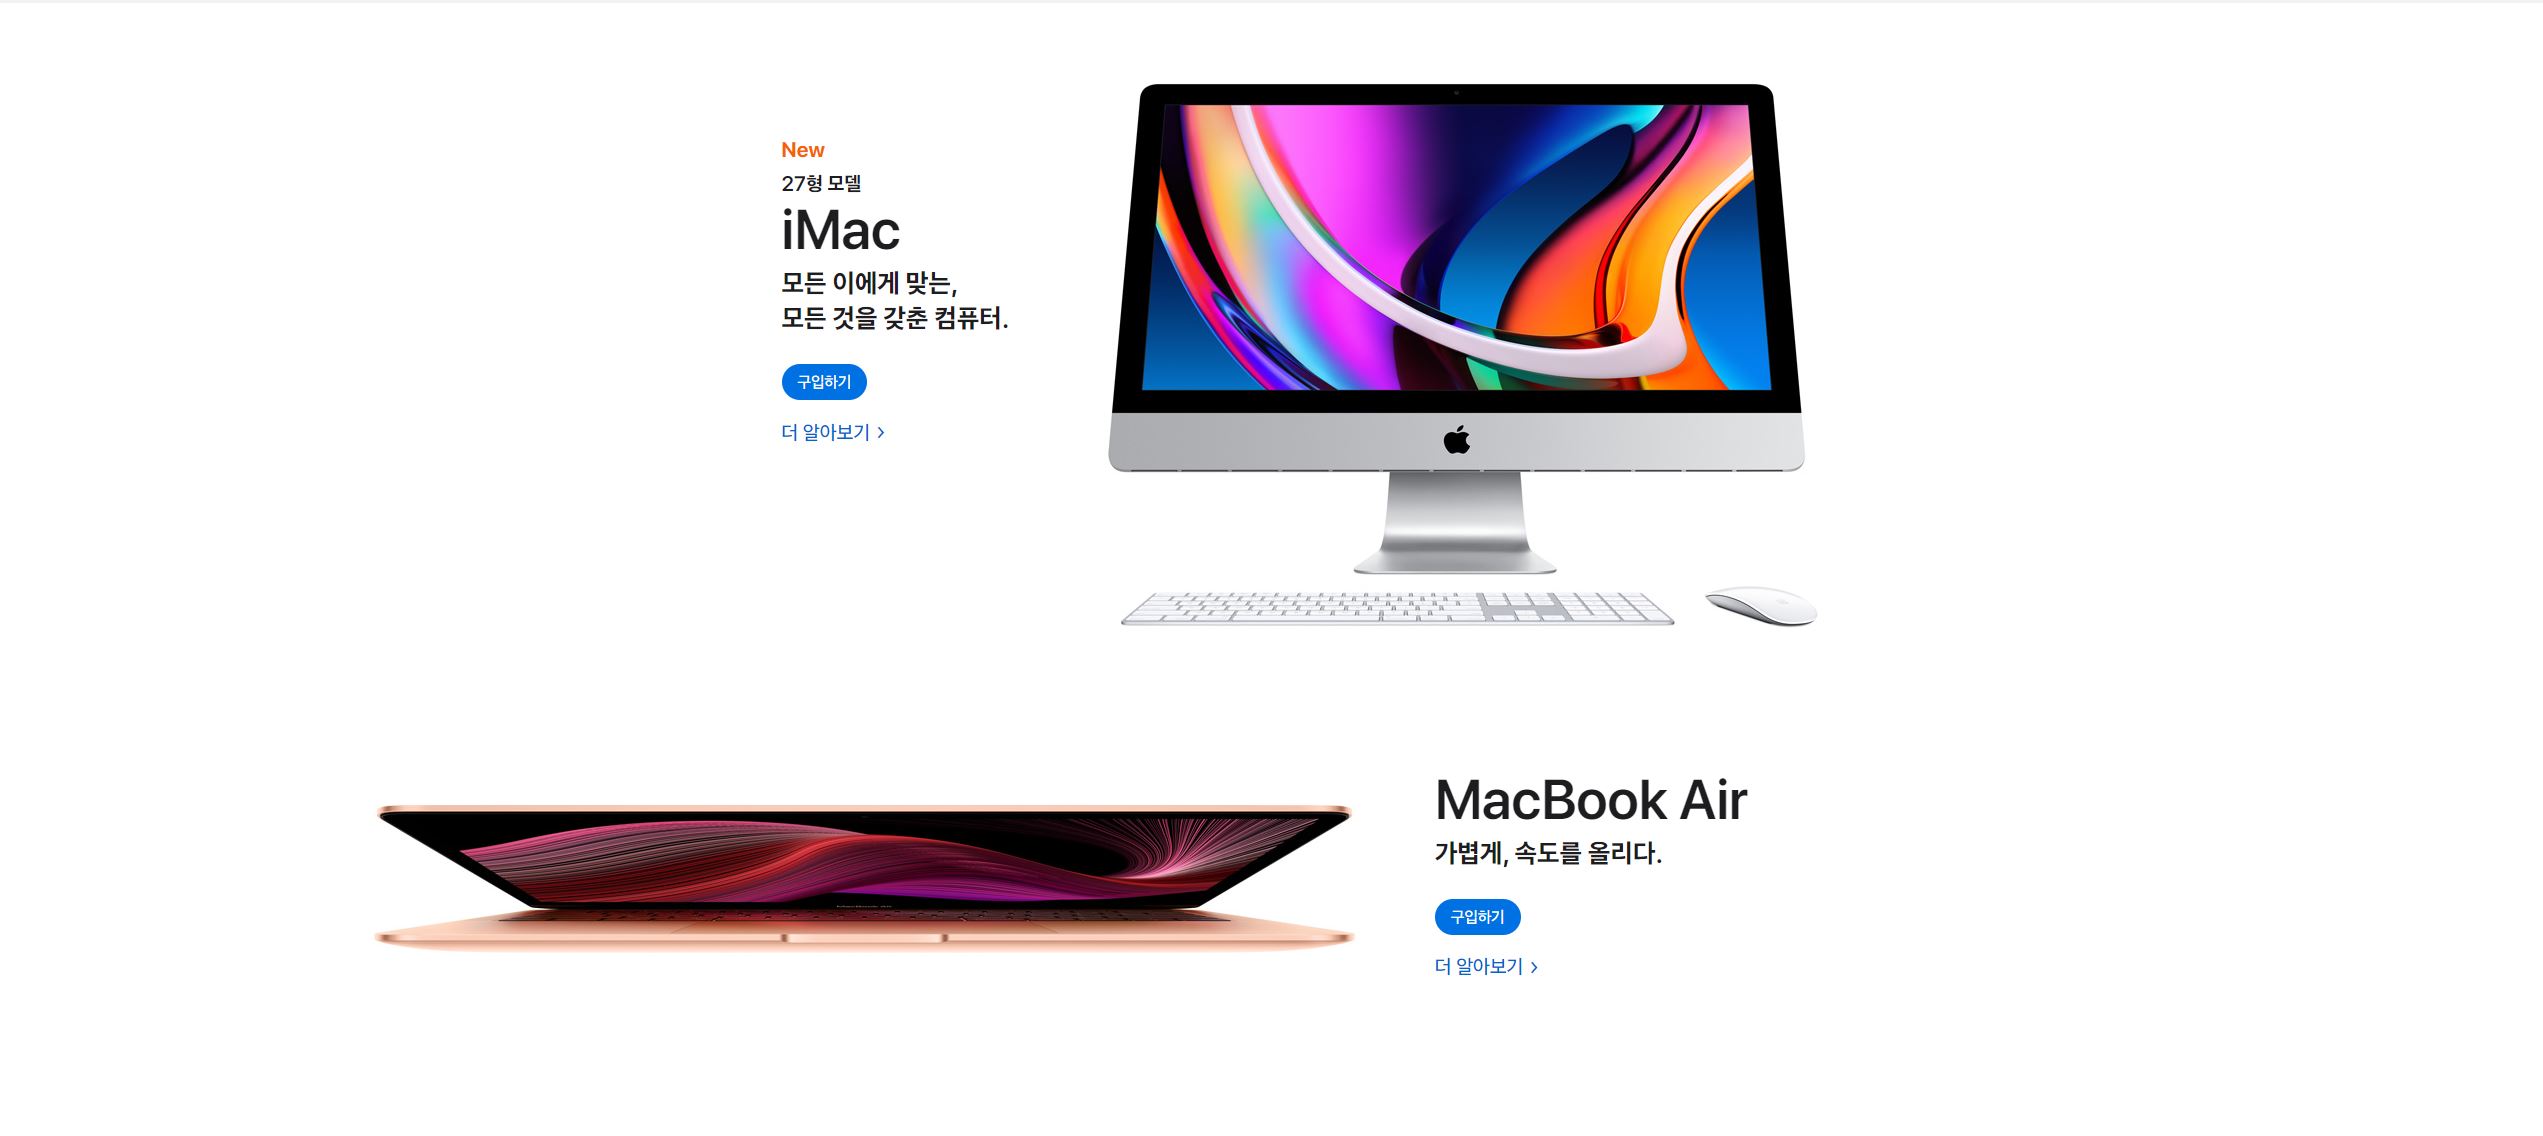 New
27형 모델
iMac
모든 이에게 맞는,
모든 것을 갖춘 컴퓨터.
구입하기
더 알아보기 >
MacBook Air
가볍게, 속도를 올리다.
구입하기
더 알아보기 >
MacBook Air